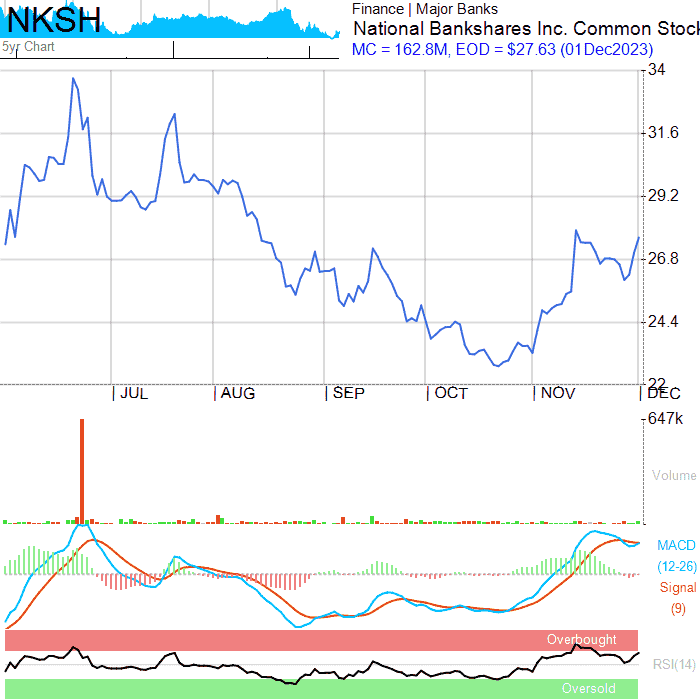 NKSH
5yr Chart
Finance | Major Banks
National Bankshares Inc. Common Stoc
MC = 162.8M, EOD = $27.63 (01Dec2023)
34
31.6
29.2
26.8
24.4
22
JUL
AUG
SEP
OCT
NOV
DEC
647k
Volume
MACD
(12-26)
Signal
(9)
Overbought
RSI(14)
Oversold